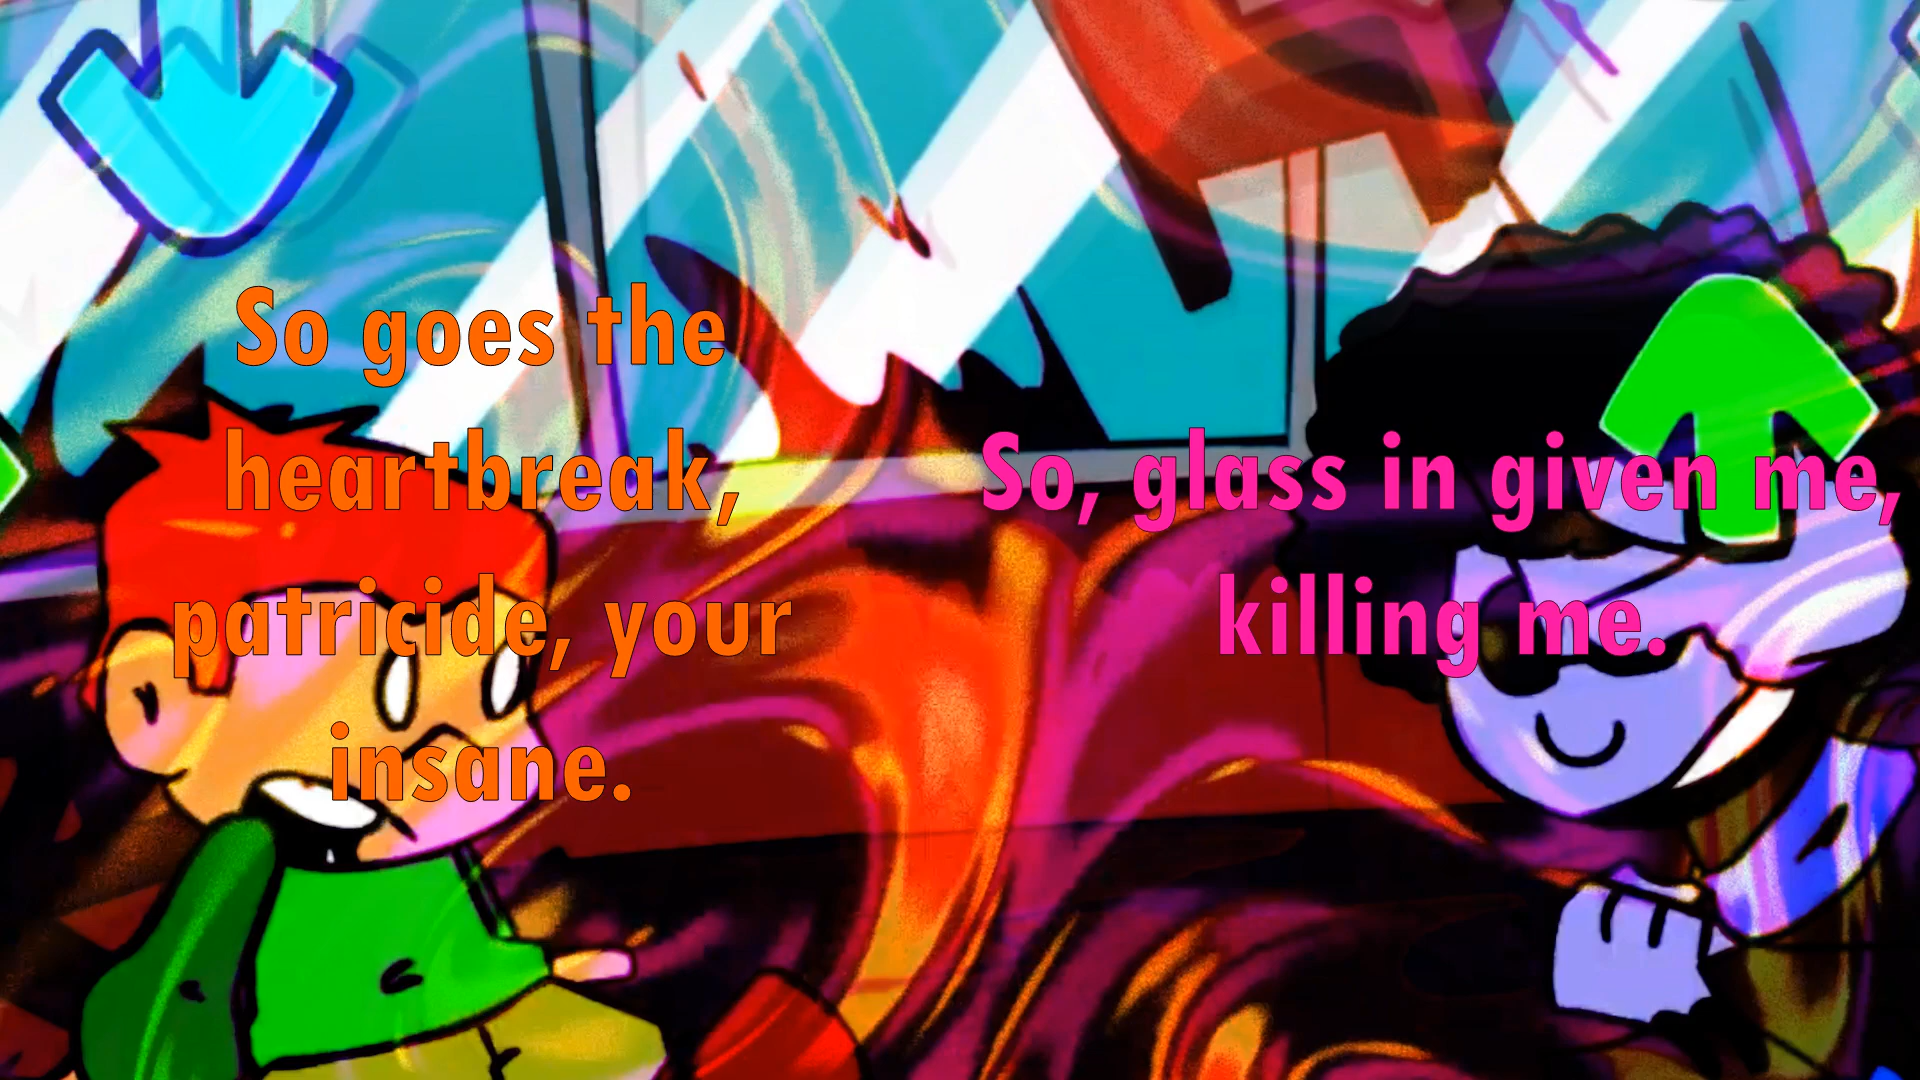 So goes the
heartbreak,
patricide, your
insane.
So, glass in given me,
killing me.